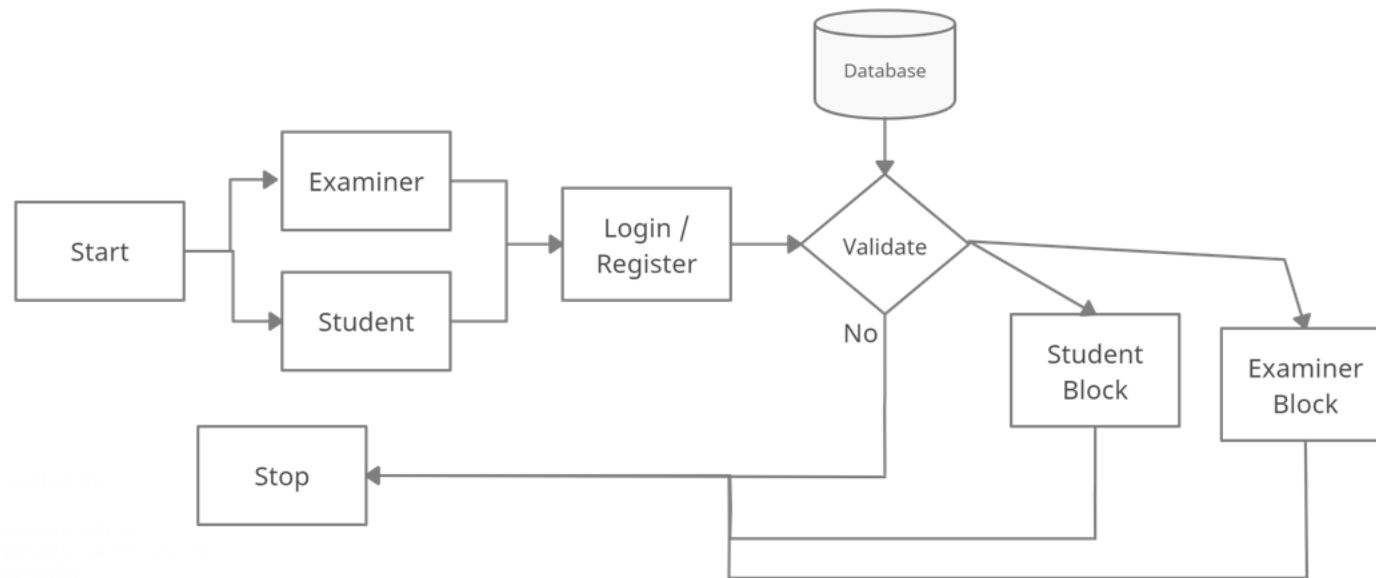 Database
Examiner
Start
Login /
Register
Validate
Student
No
Student
Block
Examiner
Block
Stop